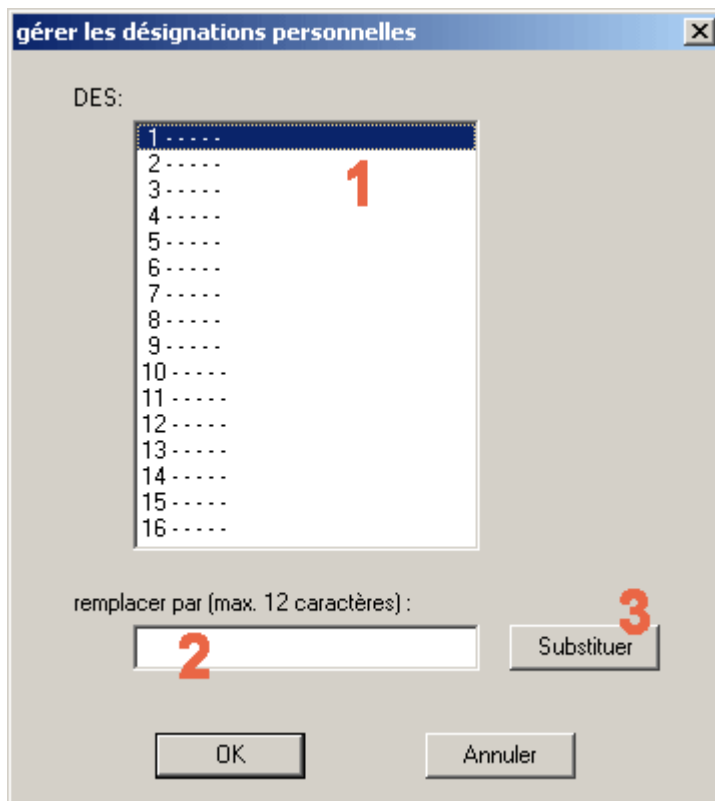 gérer les désignations personnelles
DES:
1 - - - - -
1
2 - - - - -
3 - - - - -
4 - - - - -
5 - - - - -
6 - - - - -
7 - - - - -
8 - - - - -
9 - - - - -
10 - - - - -
11 - - - - -
12 - - - - -
13 - - - - -
14 - - - - -
15 - - - - -
16 - - - - -
remplacer par (max. 12 caractères) :
2
3
Substituer
OK
Annuler